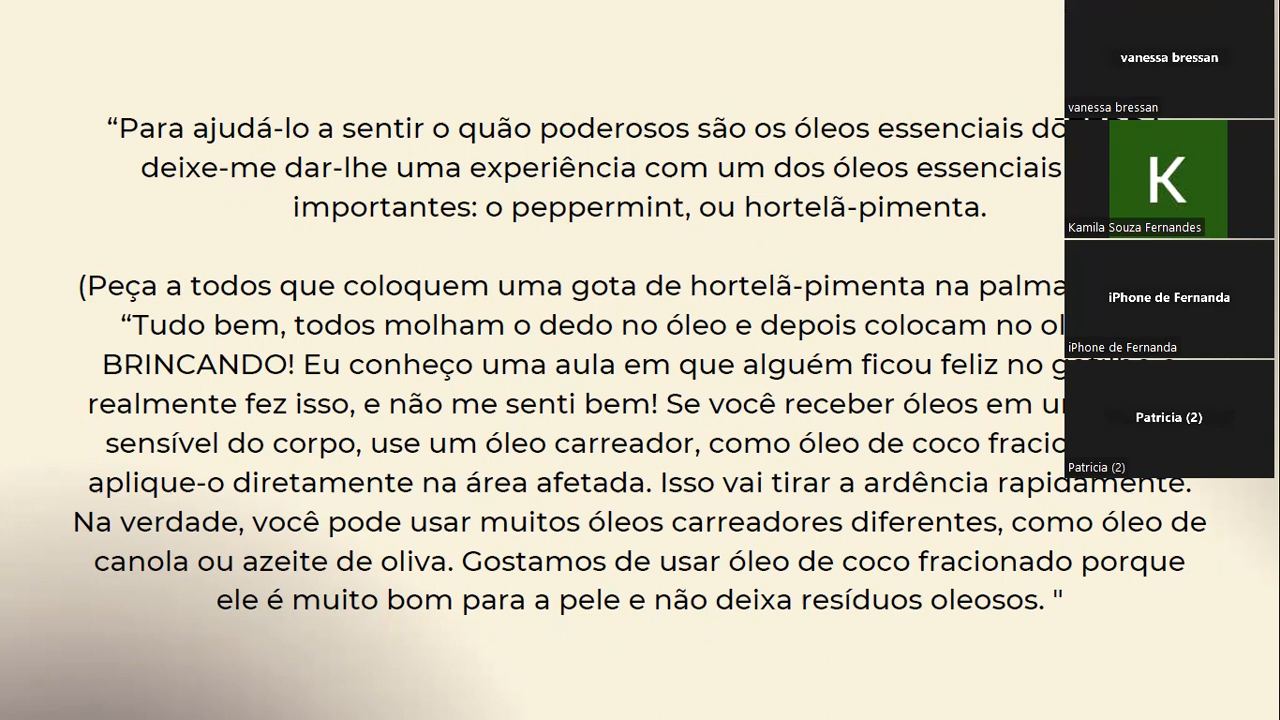 “Para ajudá-lo a sentir o quão poderosos são os óleos essenciais
deixe-me dar-lhe uma experiência com um dos óleos essenciais
importantes: o peppermint, ou hortelã-pimenta.
(Peça a todos que coloquem uma gota de hortelã-pimenta na palma
“Tudo bem, todos molham o dedo no óleo e depois colocam no
BRINCANDO! Eu conheço uma aula em que alguém ficou feliz no
realmente fez isso, e não me senti bem! Se você receber óleos em
sensível do corpo, use um óleo carreador, como óleo de coco
aplique-o diretamente na área afetada. Isso vai tirar a ardência rapidamente.
Na verdade, você pode usar muitos óleos carreadores diferentes, como óleo de
canola ou azeite de oliva. Gostamos de usar óleo de coco fracionado porque
ele é muito bom para a pele e não deixa resíduos oleosos. "
vanessa bressan
vanessa bressan
K
Kamila Souza Fernandes
iPhone de Fernanda
iPhone de Fernanda
Patricia (2)
Patricia (2)